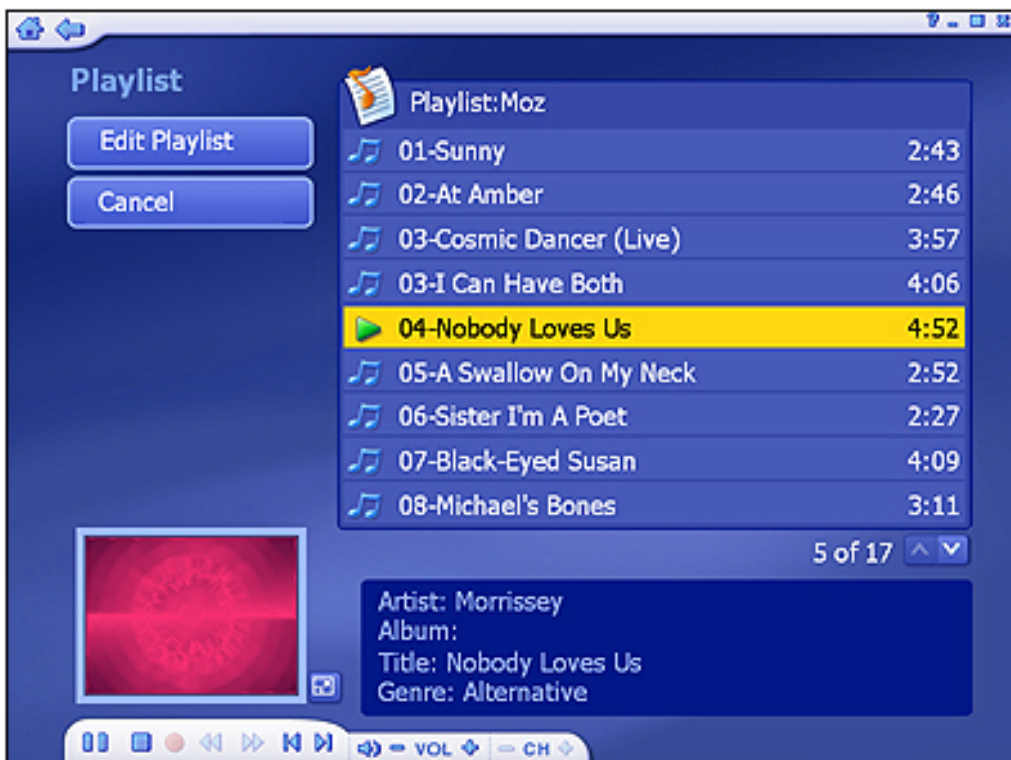 Playlist
Edit Playlist
Cancel
Playlist:Moz
01-Sunny 2:43
02-At Amber 2:46
03-Cosmic Dancer (Live) 3:57
03-I Can Have Both 4:06
04-Nobody Loves Us 4:52
05-A Swallow On My Neck 2:52
06-Sister I'm A Poet 2:27
07-Black-Eyed Susan 4:09
08-Michael's Bones 3:11
5 of 17
Artist: Morrissey
Album:
Title: Nobody Loves Us
Genre: Alternative
VOL CH